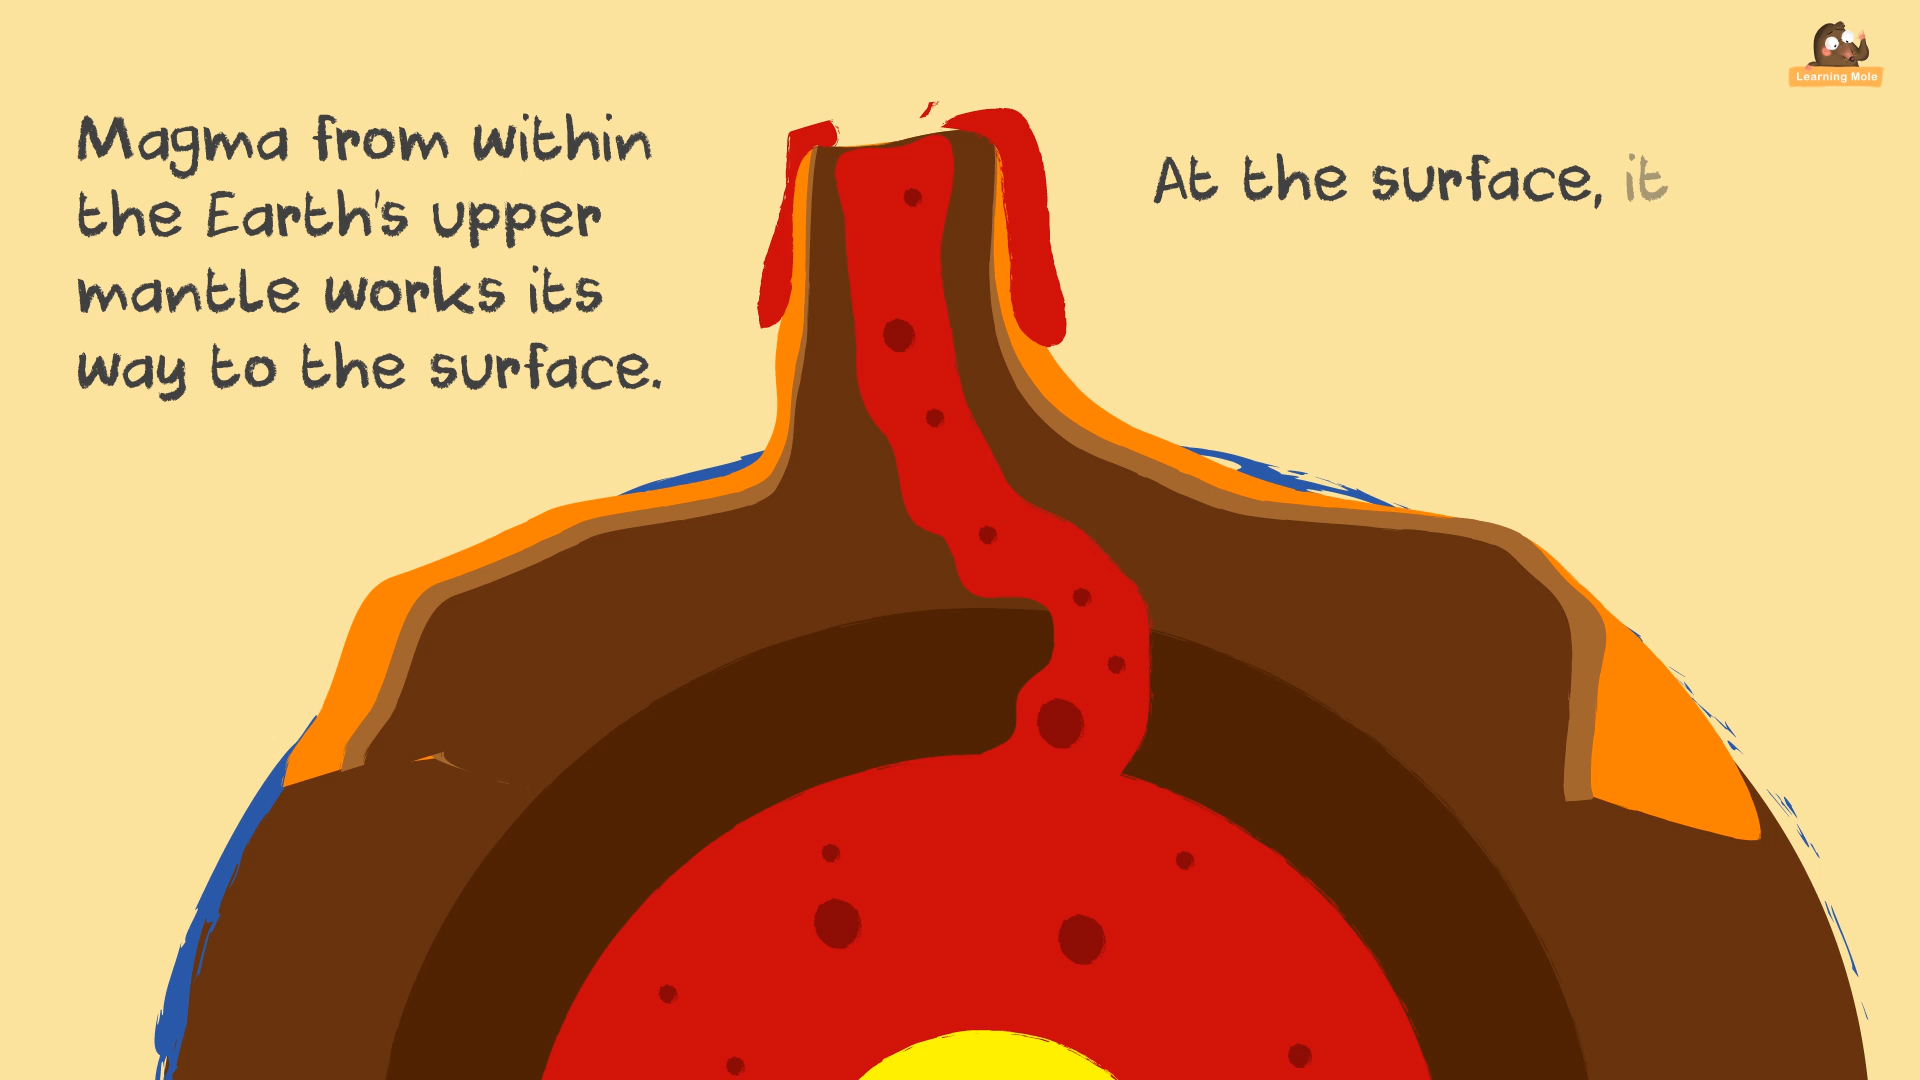 Magma from within
the Earth's upper
mantle works its
way to the surface.
At the surface, it
Learning Mole